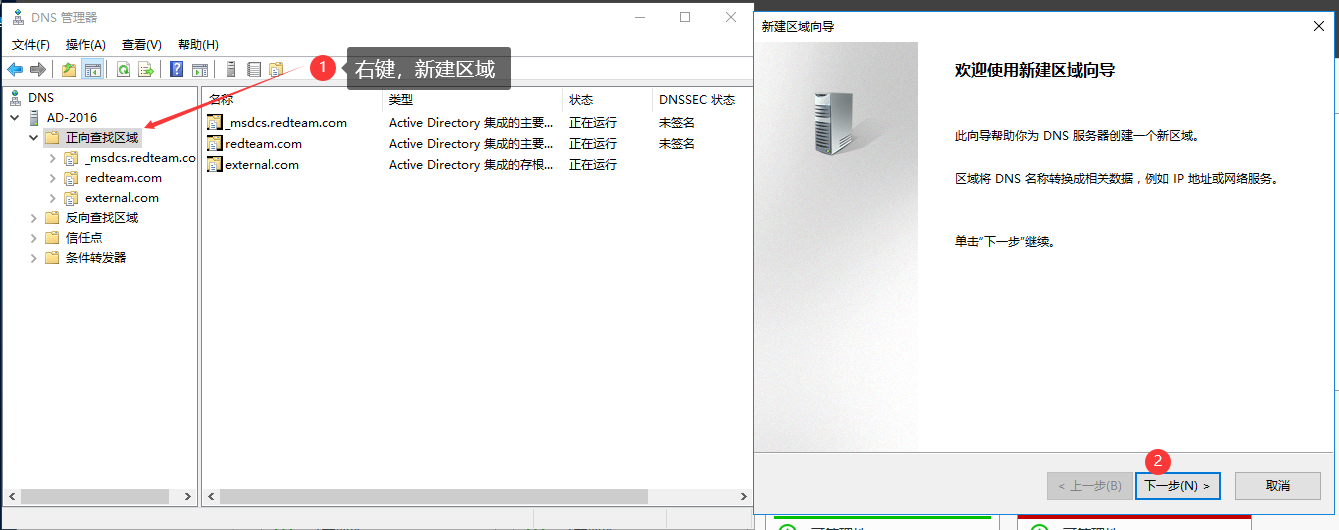 DNS 管理器
文件(F) 操作(A) 查看(V) 帮助(H)
1 右键，新建区域
DNS
AD-2016
正向查找区域
_msdcs.redteam.co
redteam.com
external.com
反向查找区域
信任点
条件转发器
名称 类型 状态 DNSSEC 状态
_msdcs.redteam.com Active Directory 集成的主要... 正在运行 未签名
redteam.com Active Directory 集成的主要... 正在运行 未签名
external.com Active Directory 集成的存根... 正在运行
新建区域向导
欢迎使用新建区域向导
此向导帮助你为 DNS 服务器创建一个新区域。
区域将 DNS 名称转换成相关数据，例如 IP 地址或网络服务。
单击“下一步”继续。
2
< 上一步(B) 下一步(N) > 取消